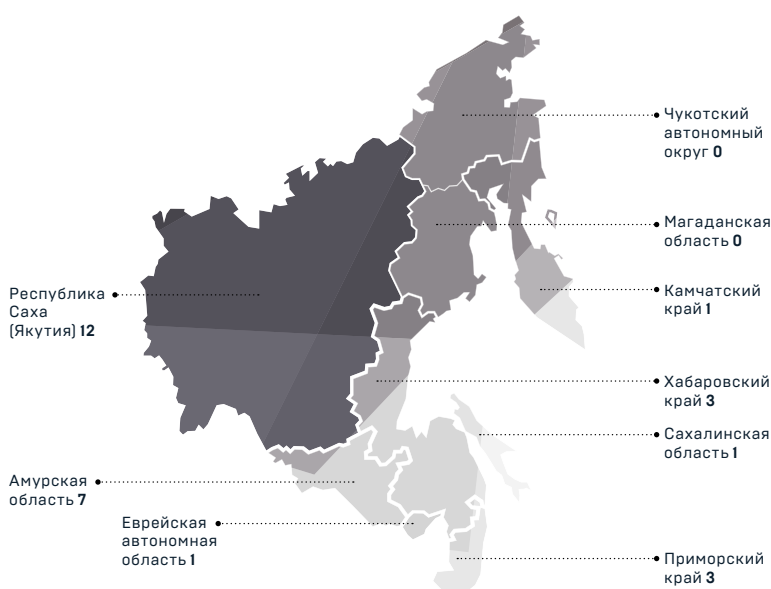 Чукотский
автономный
округ 0
Магаданская
область 0
Камчатский
край 1
Республика
Саха
(Якутия) 12
Хабаровский
край 3
Сахалинская
область 1
Амурская
область 7
Еврейская
автономная
область 1
Приморский
край 3